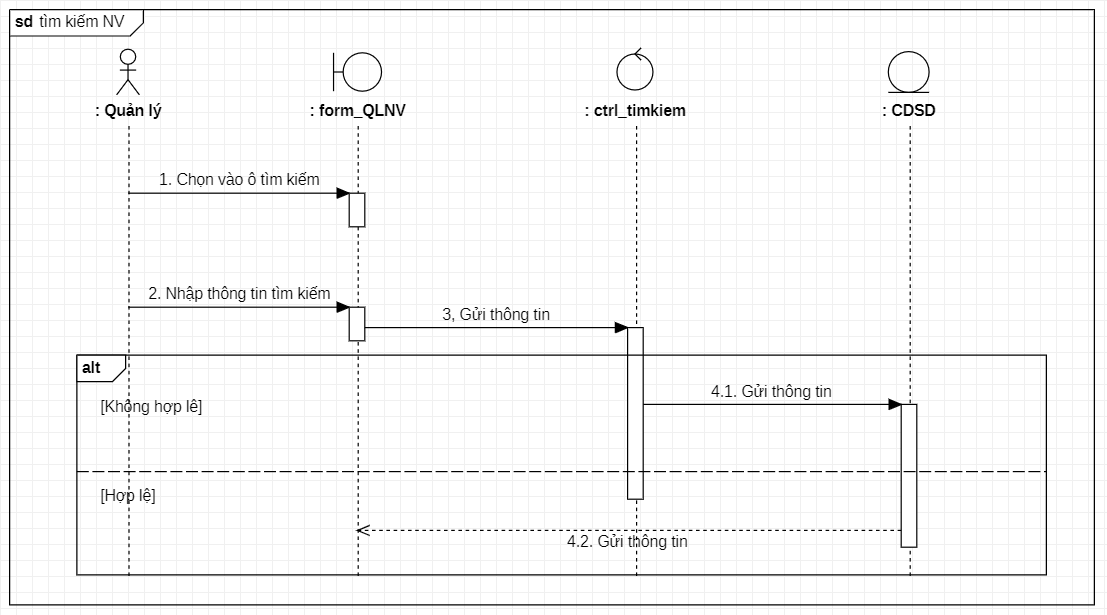 sd tìm kiếm NV
: Quản lý
: form_QLNV
: ctrl_timkiem
: CDSD
1. Chọn vào ô tìm kiếm
2. Nhập thông tin tìm kiếm
3, Gửi thông tin
alt
4.1. Gửi thông tin
[Không hợp lê]
[Hợp lệ]
4.2. Gửi thông tin